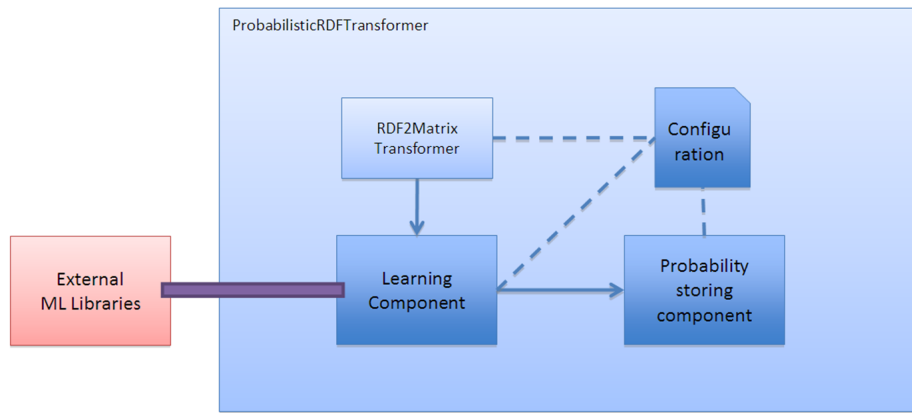 ProbabilisticRDFTransformer
RDF2Matrix
Transformer
Configu
ration
External
ML Libraries
Learning
Component
Probability
storing
component